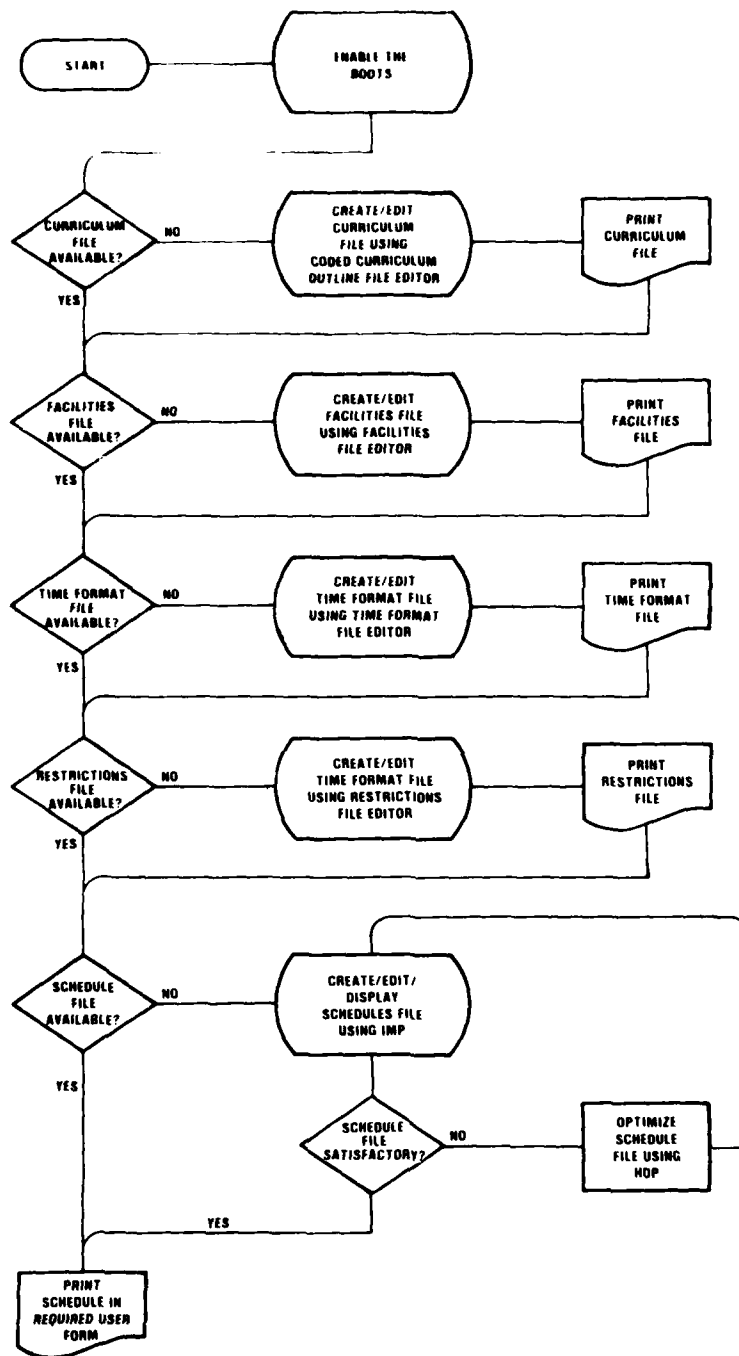 START
ENABLE THE
BOOTS
CURRICULUM
FILE
AVAILABLE?
NO
CREATE/EDIT
CURRICULUM
FILE USING
CODED CURRICULUM
OUTLINE FILE EDITOR
PRINT
CURRICULUM
FILE
YES
FACILITIES
FILE
AVAILABLE?
NO
CREATE/EDIT
FACILITIES FILE
USING FACILITIES
FILE EDITOR
PRINT
FACILITIES
FILE
YES
TIME FORMAT
FILE
AVAILABLE?
NO
CREATE/EDIT
TIME FORMAT FILE
USING TIME FORMAT
FILE EDITOR
PRINT
TIME FORMAT
FILE
YES
RESTRICTIONS
FILE
AVAILABLE?
NO
CREATE/EDIT
TIME FORMAT FILE
USING RESTRICTIONS
FILE EDITOR
PRINT
RESTRICTIONS
FILE
YES
SCHEDULE
FILE
AVAILABLE?
NO
CREATE/EDIT/
DISPLAY
SCHEDULES FILE
USING IMP
YES
SCHEDULE
FILE
SATISFACTORY?
NO
OPTIMIZE
SCHEDULE
FILE USING
HOP
YES
PRINT
SCHEDULE IN
REQUIRED USER
FORM